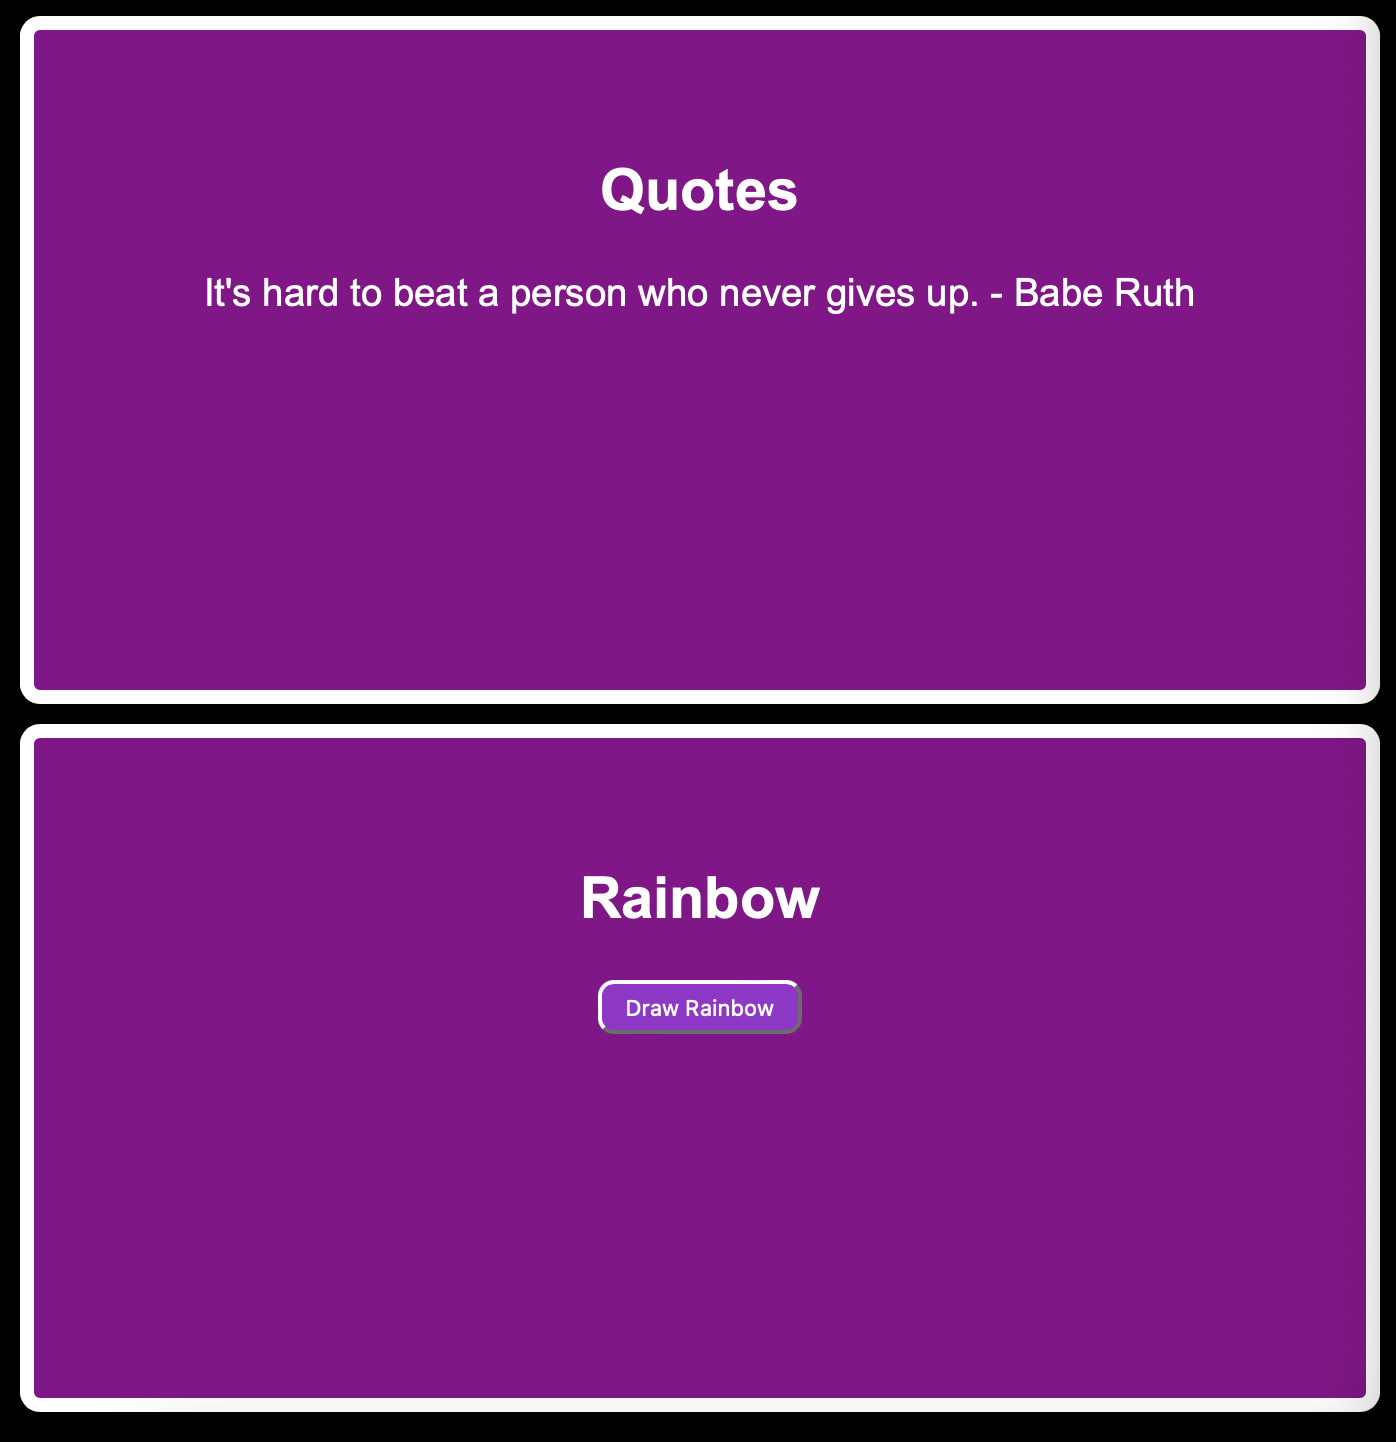 Quotes
It's hard to beat a person who never gives up. - Babe Ruth
Rainbow
Draw Rainbow